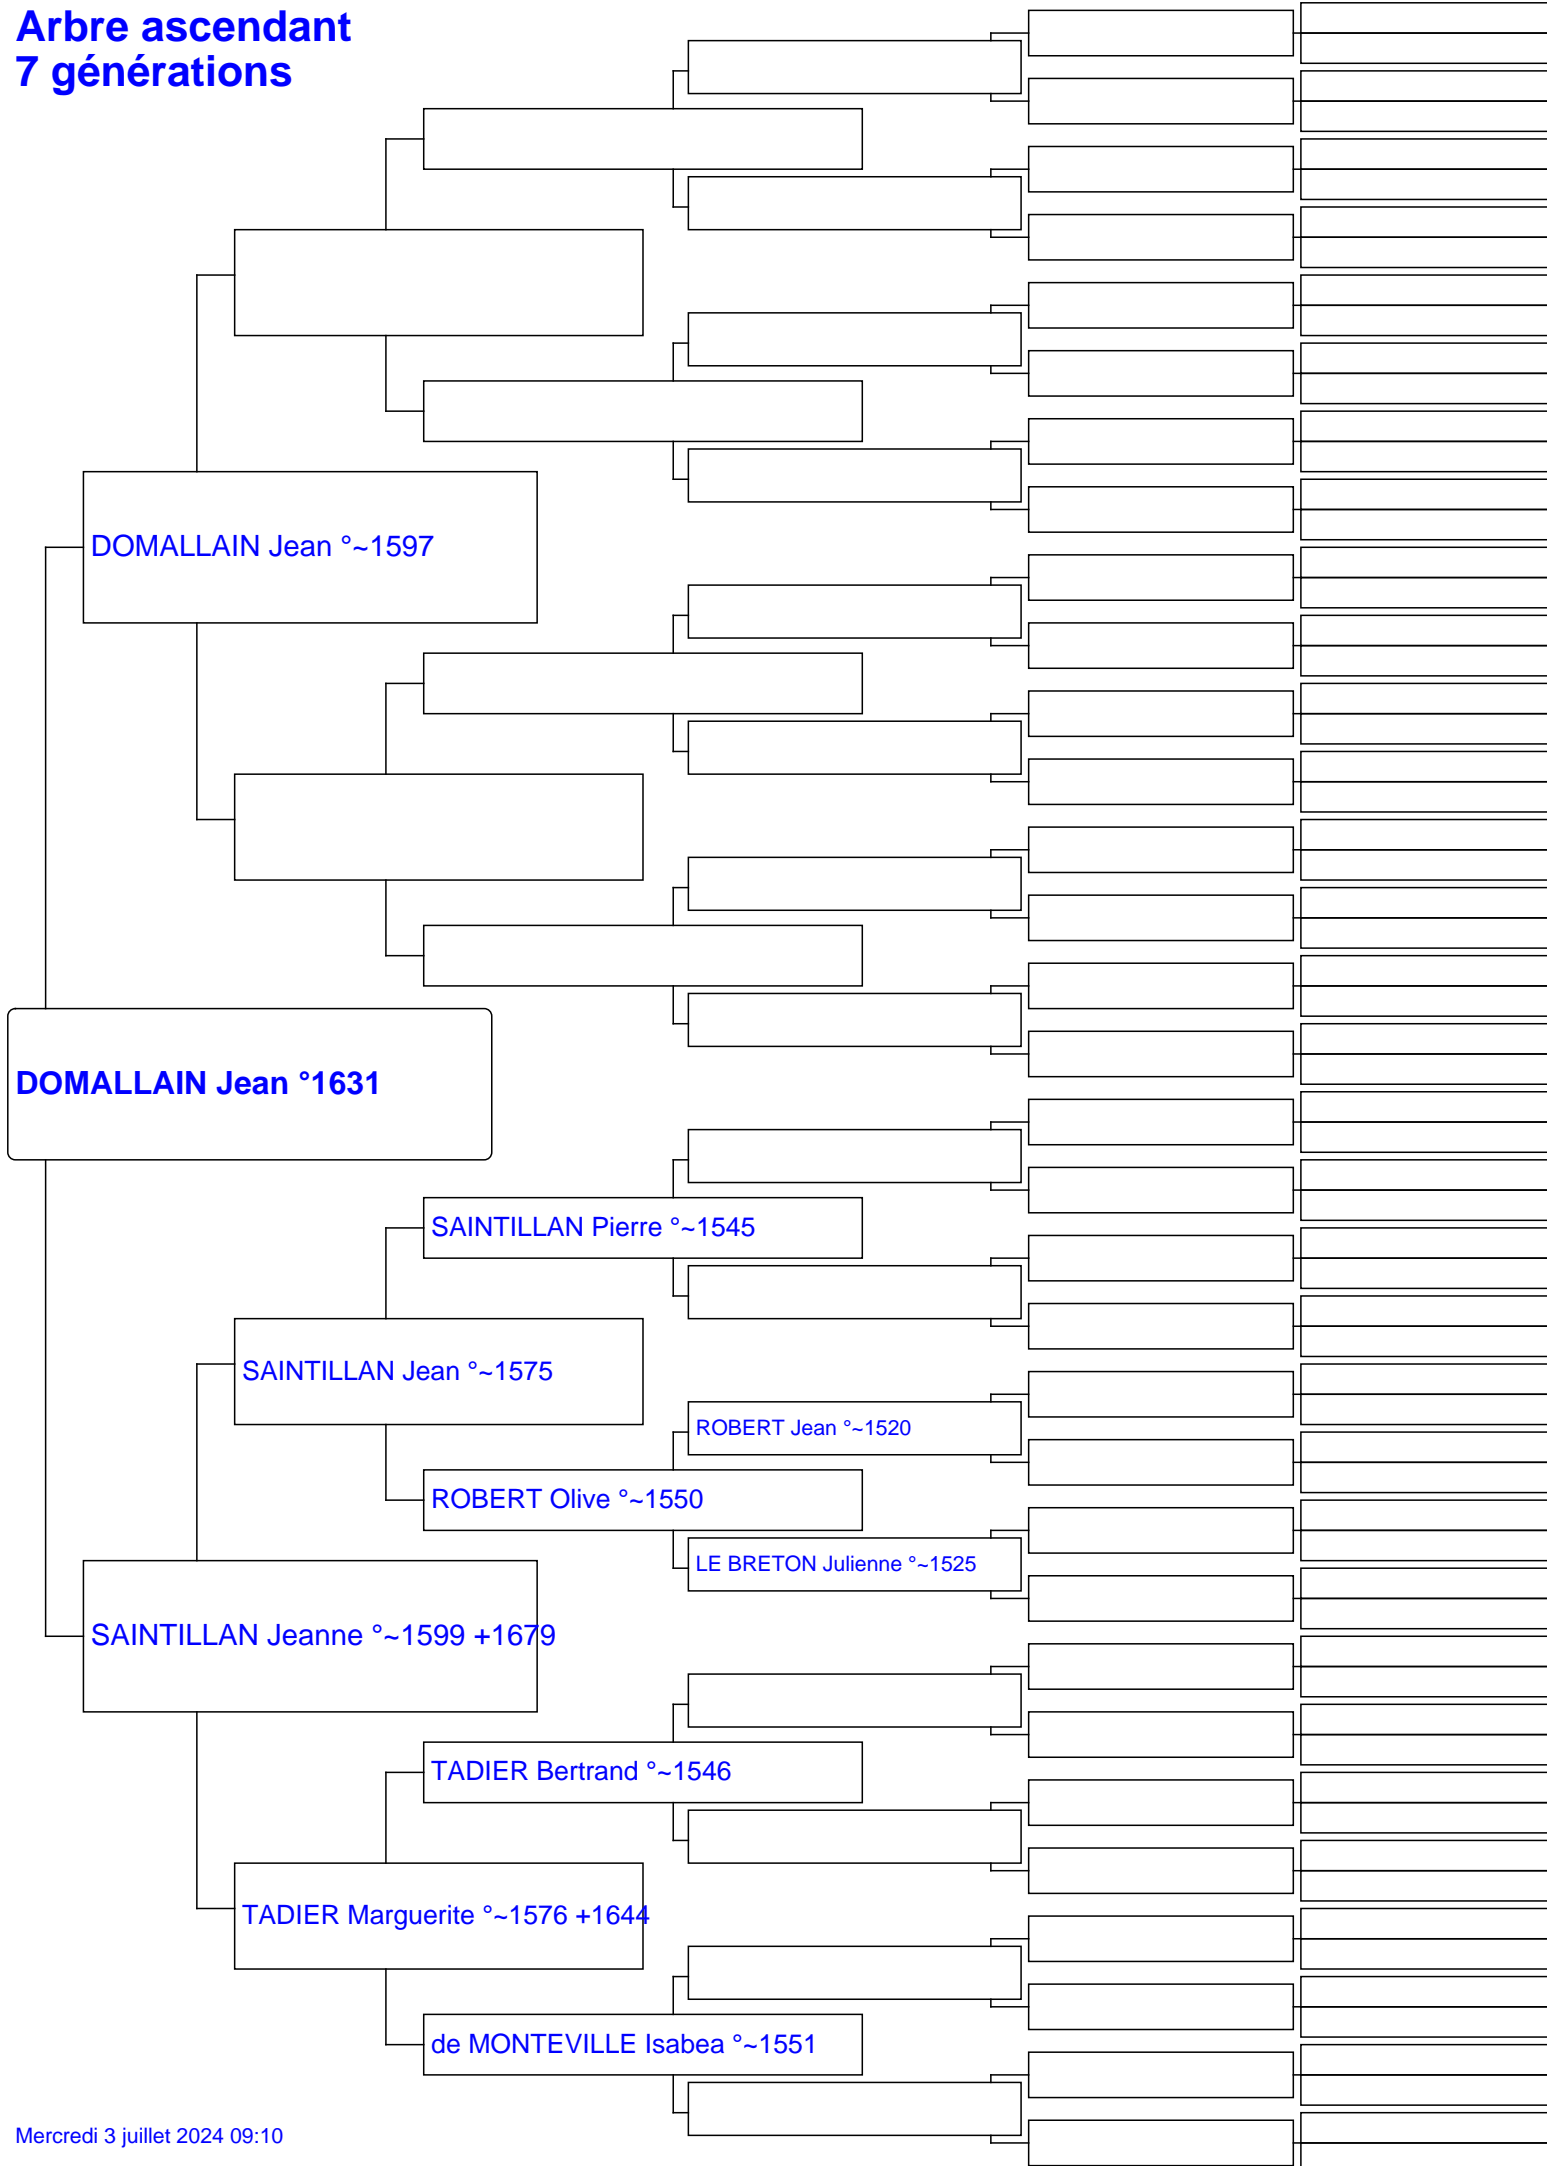 Arbre ascendant
7 générations
DOMALLAIN Jean °~1597
DOMALLAIN Jean °1631
SAINTILLAN Pierre °~1545
SAINTILLAN Jean °~1575
ROBERT Jean °~1520
ROBERT Olive °~1550
LE BRETON Julienne °~1525
SAINTILLAN Jeanne °~1599 +1679
TADIER Bertrand °~1546
TADIER Marguerite °~1576 +1644
de MONTEVILLE Isabea °~1551
Mercredi 3 juillet 2024 09:10